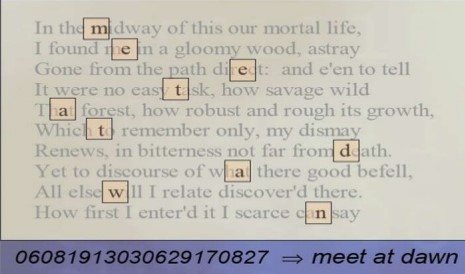 In the midway of this our mortal life,
I found me in a gloomy wood, astray
Gone from the path direct: and e'en to tell
It were no easy task, how savage wild
That forest, how robust and rough its growth,
Which to remember only, my dismay
Renews, in bitterness not far from death.
Yet to discourse of what there good befell,
All else will I relate discover'd there.
How first I enter'd it I scarce can say
06081913030629170827 ⇒ meet at dawn